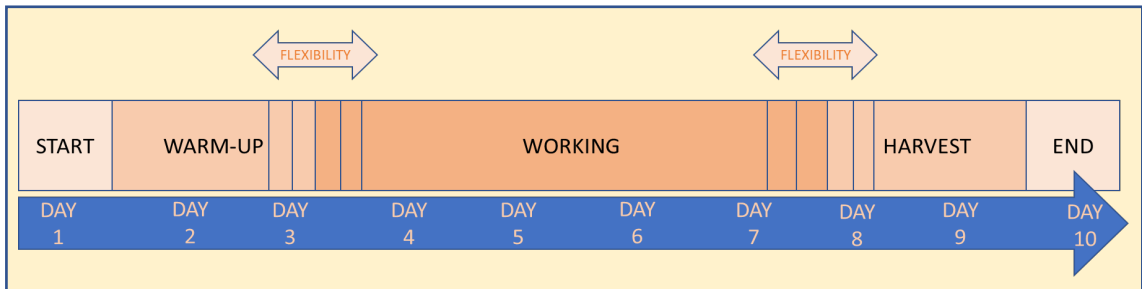 FLEXIBILITY FLEXIBILITY
START WARM-UP WORKING HARVEST END
DAY DAY DAY DAY DAY DAY DAY DAY DAY DAY
1 2 3 4 5 6 7 8 9 10